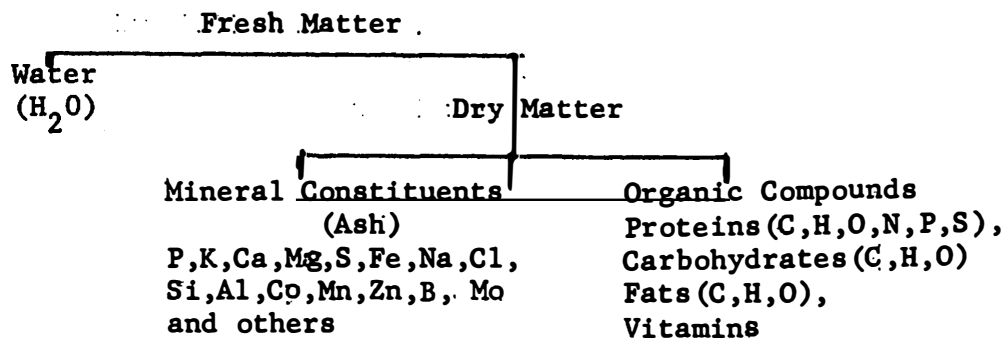 Fresh Matter
Water
(H₂O)
Dry Matter
Mineral Constituents
(Ash)
P,K,Ca,Mg,S,Fe,Na,Cl,
Si,Al,Co,Mn,Zn,B, Mo
and others
Organic Compounds
Proteins(C,H,O,N,P,S),
Carbohydrates(C,H,O)
Fats(C,H,O),
Vitamins